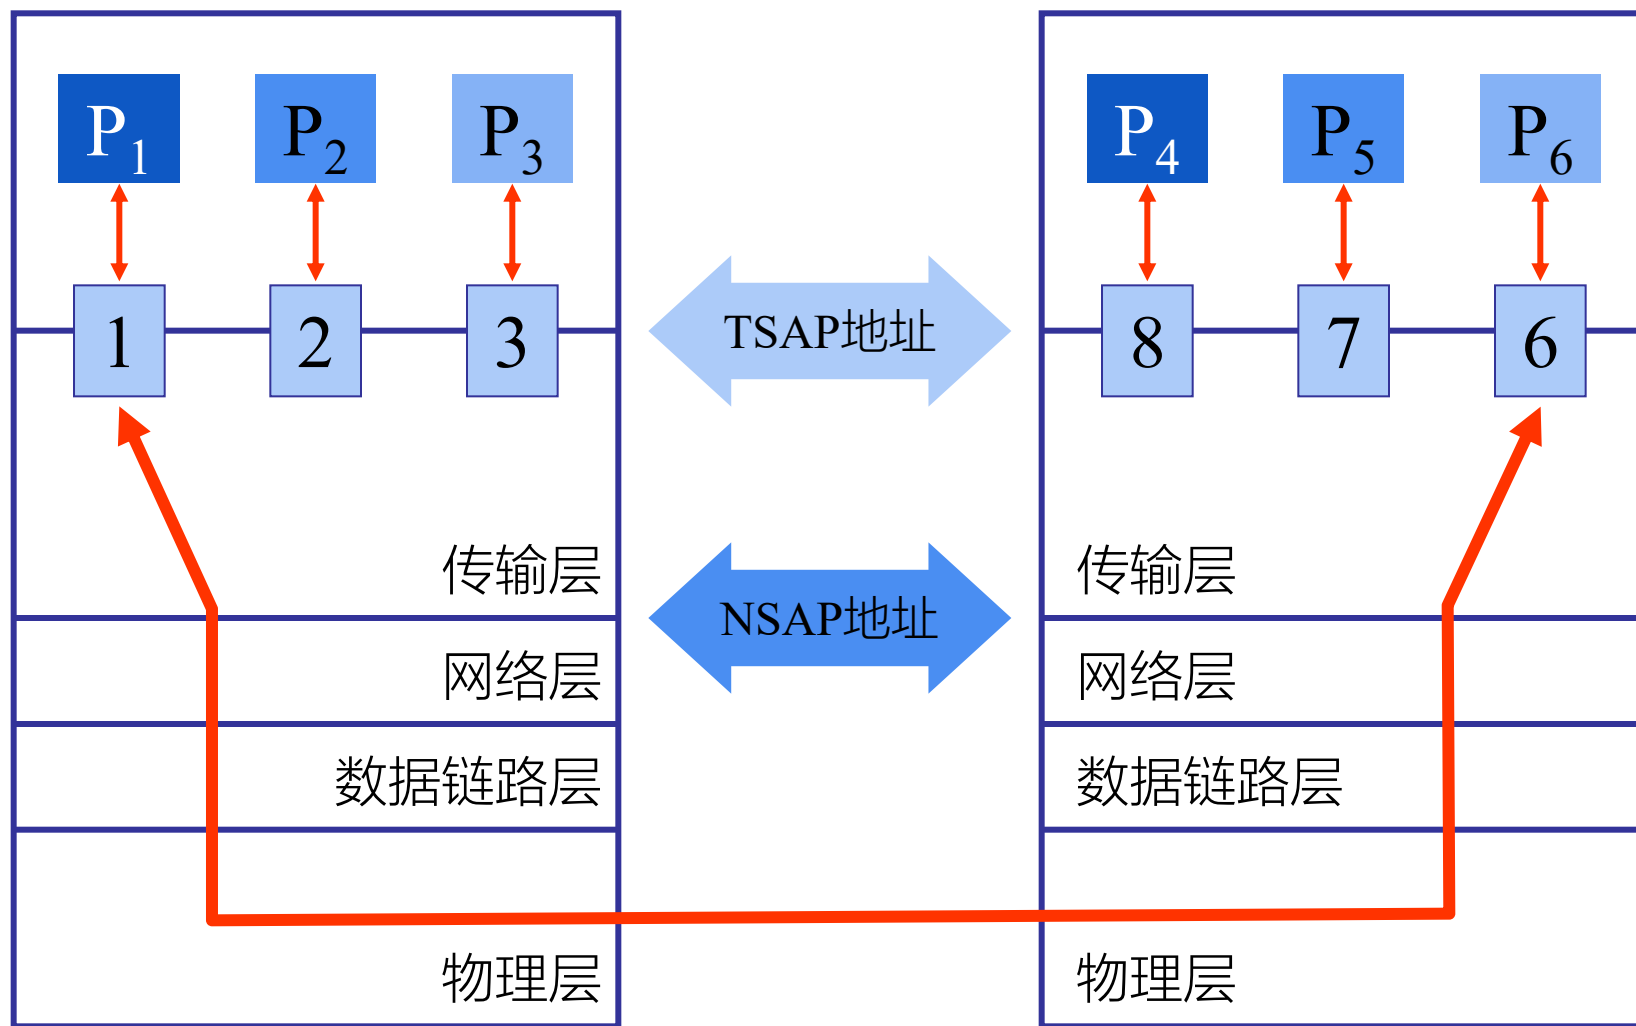 P1 P2 P3 P4 P5 P6
1 2 3 TSAP地址 8 7 6
传输层 NSAP地址 传输层
网络层 网络层
数据链路层 数据链路层
物理层 物理层